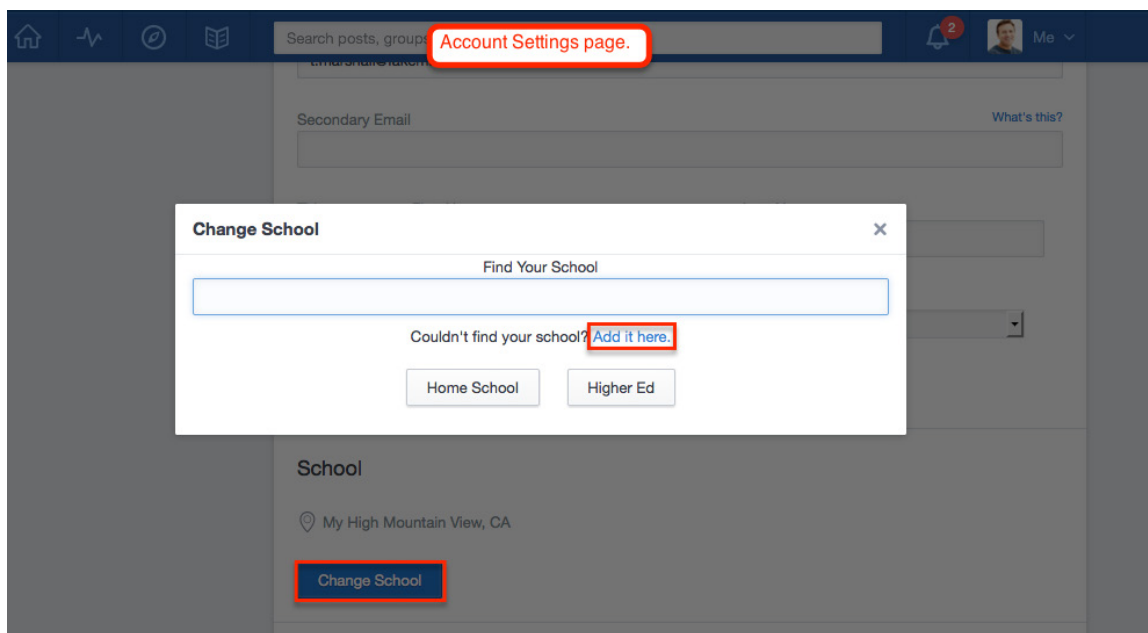 Search posts, groups
Account Settings page.
2
Me
Secondary Email
What's this?
Change School
×
Find Your School
Couldn't find your school? Add it here.
Home School
Higher Ed
School
My High Mountain View, CA
Change School